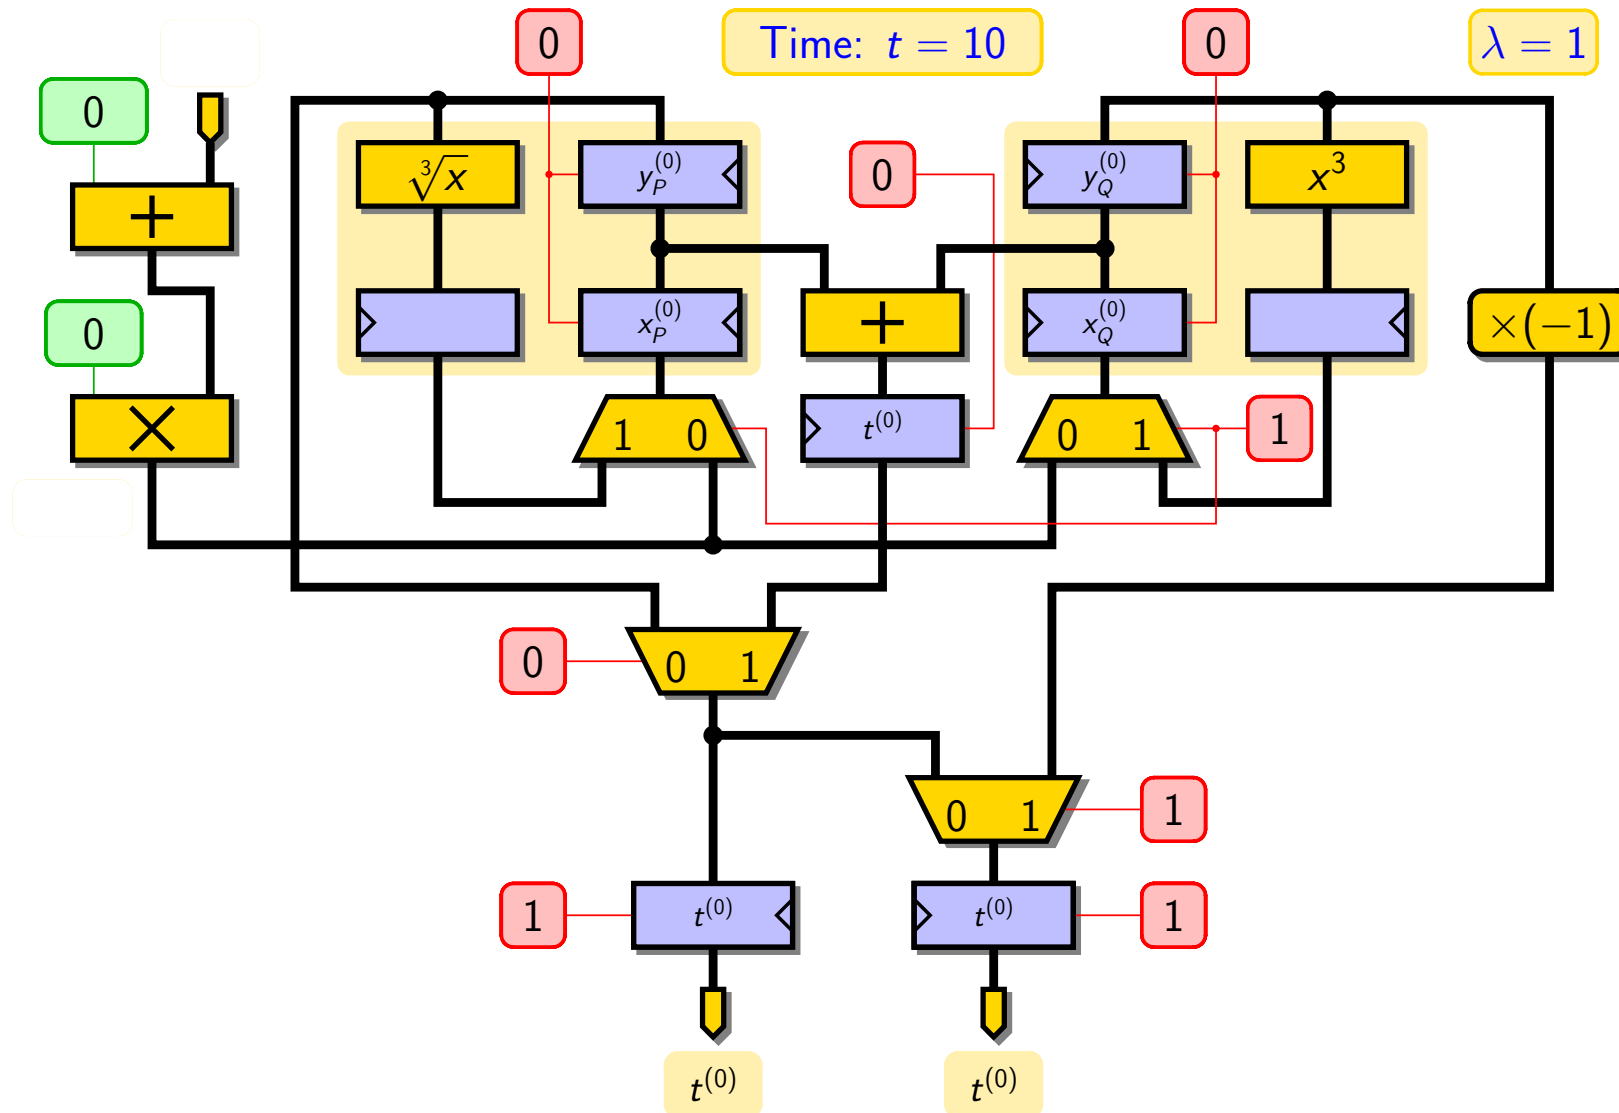 0
Time: t = 10
0
λ = 1
0
∛x
y_P^(0)
0
y_Q^(0)
x³
+
0
x_P^(0)
+
x_Q^(0)
×(−1)
×
1 0
t^(0)
0 1
1
0
0 1
0 1
1
1
t^(0)
t^(0)
1
t^(0)
t^(0)